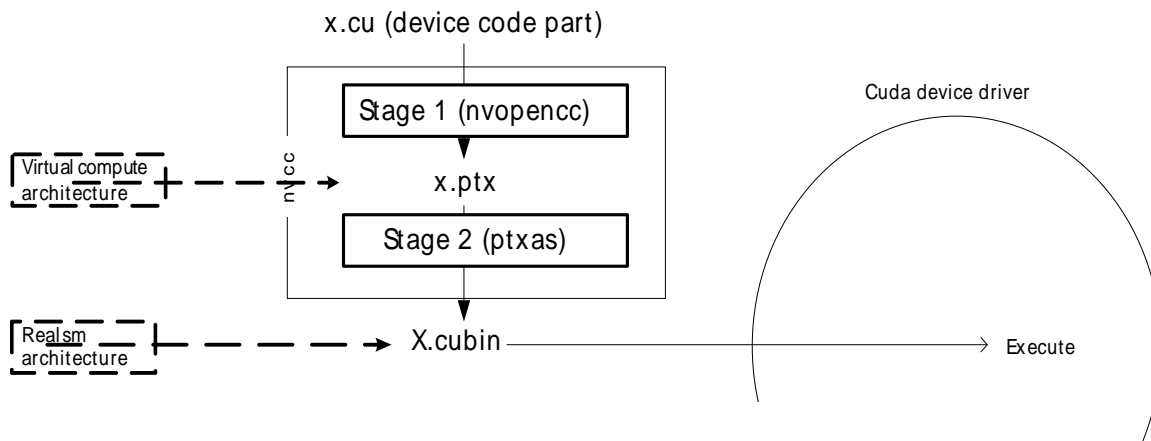 x.cu (device code part)
Stage 1 (nvopencc)
Cuda device driver
nvcc
Virtual compute
architecture
x.ptx
Stage 2 (ptxas)
Realsm
architecture
X.cubin
Execute